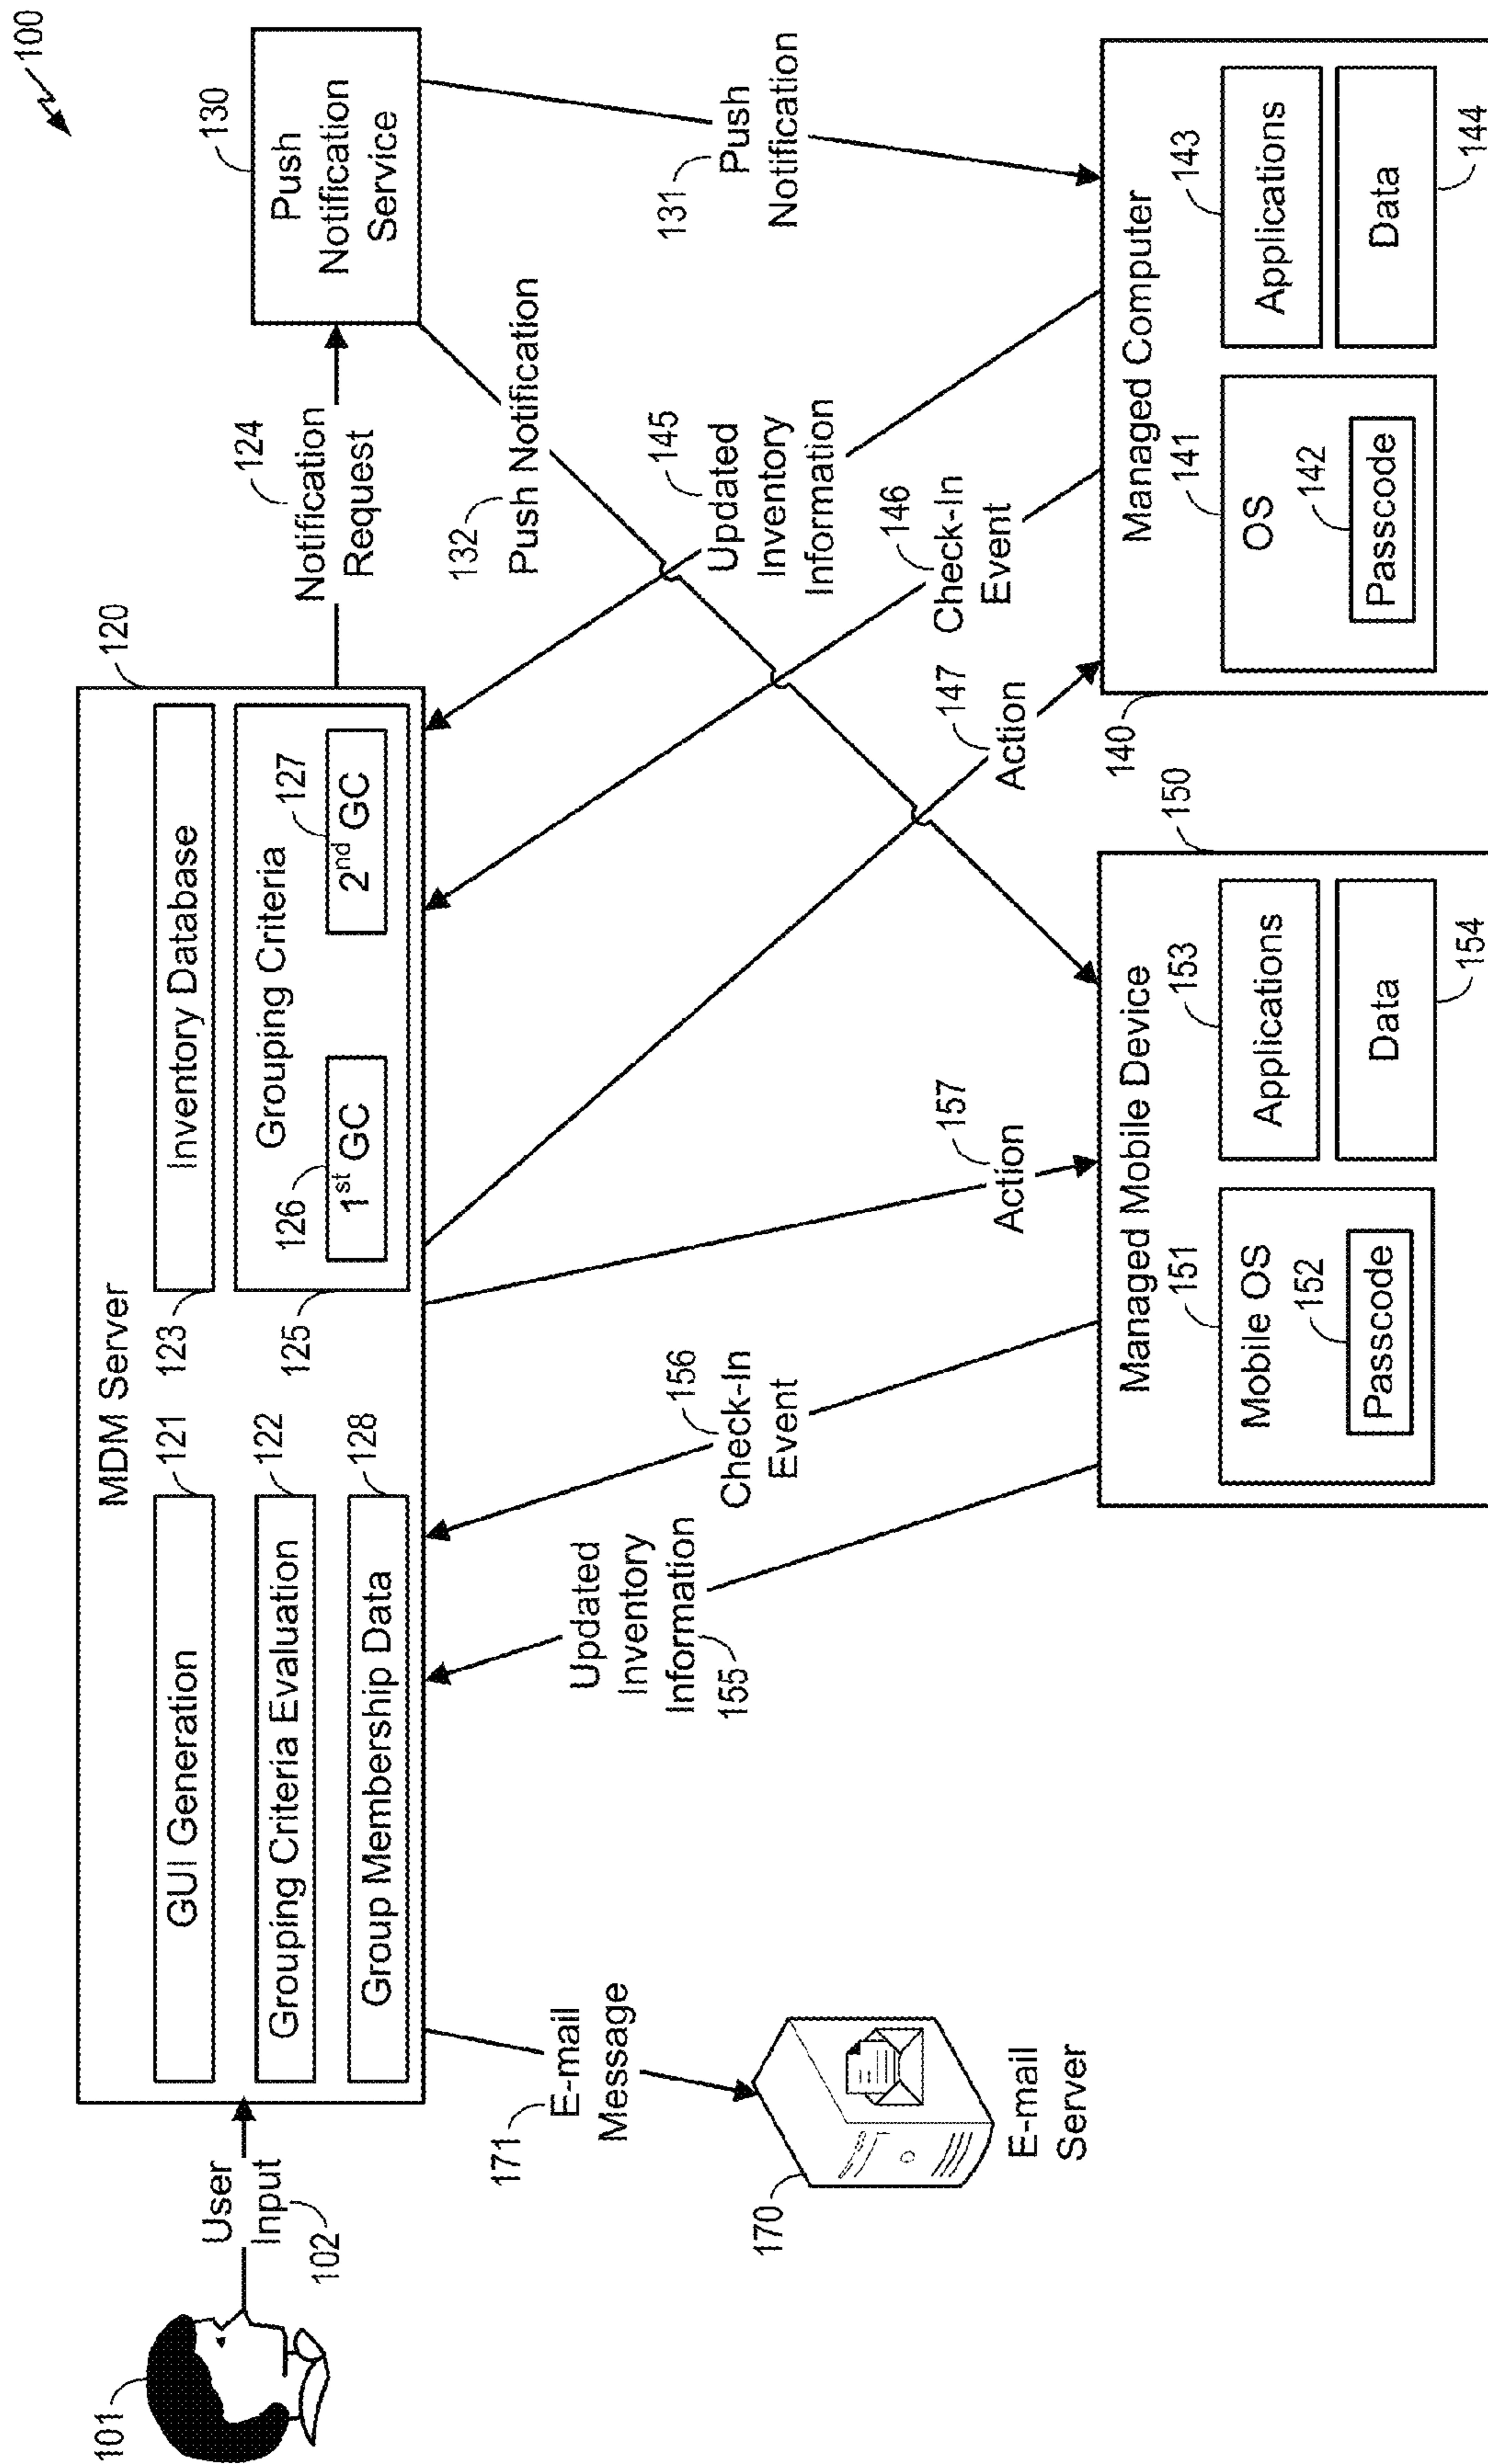 100
101
User
Input
102
MDM Server
120
GUI Generation
121
Grouping Criteria Evaluation
122
Group Membership Data
128
Inventory Database
123
Grouping Criteria
125
126
1st GC
127
2nd GC
124
Notification
Request
130
Push
Notification
Service
131
Push
Notification
132
Push Notification
145
Updated
Inventory
Information
146
Check-In
Event
147
Action
157
Action
156
Check-In
Event
Updated
Inventory
Information
155
171
E-mail
Message
170
E-mail
Server
150
Managed Mobile Device
151
Mobile OS
152
Passcode
153
Applications
Data
154
140
Managed Computer
141
OS
142
Passcode
143
Applications
Data
144